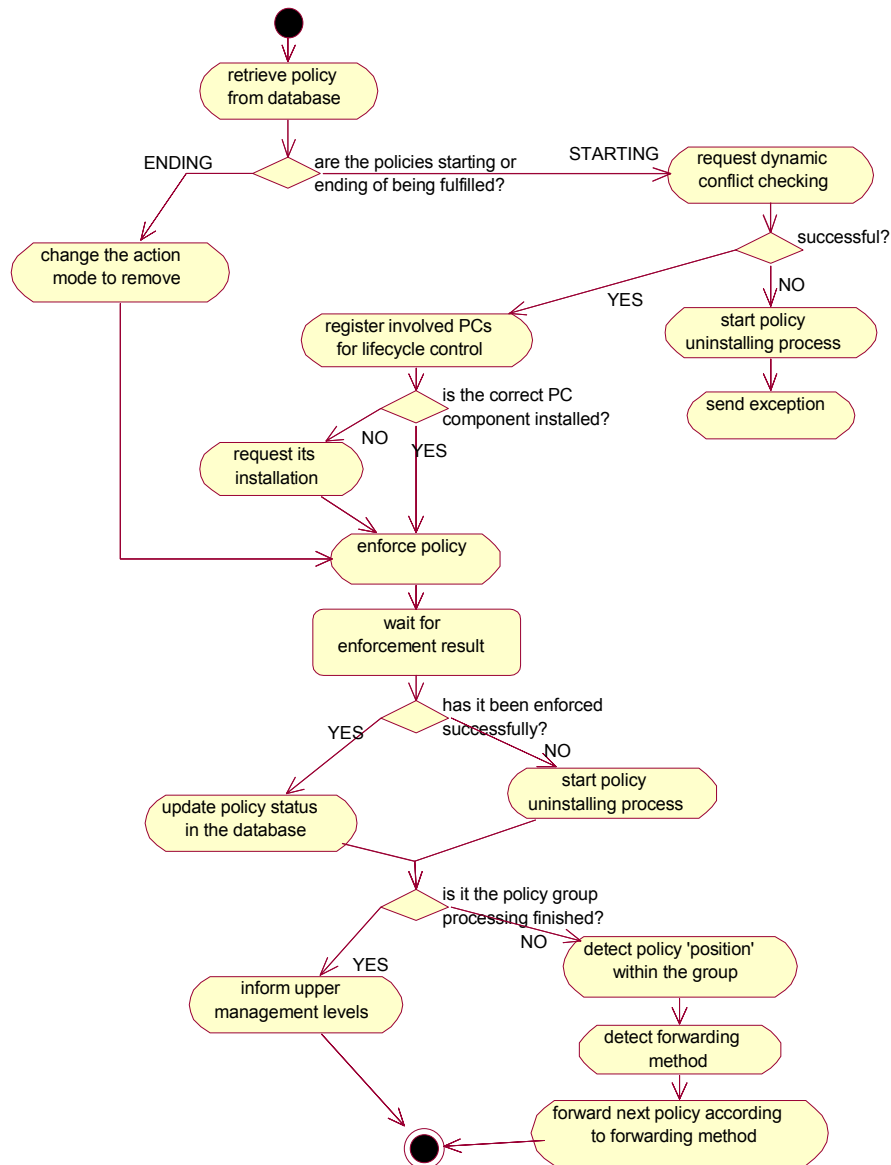 retrieve policy
from database
ENDING
are the policies starting or
ending of being fulfilled?
STARTING
request dynamic
conflict checking
change the action
mode to remove
successful?
YES
NO
register involved PCs
for lifecycle control
start policy
uninstalling process
is the correct PC
component installed?
send exception
NO
YES
request its
installation
enforce policy
wait for
enforcement result
has it been enforced
successfully?
YES
NO
update policy status
in the database
start policy
uninstalling process
is it the policy group
processing finished?
YES
NO
detect policy 'position'
within the group
inform upper
management levels
detect forwarding
method
forward next policy according
to forwarding method